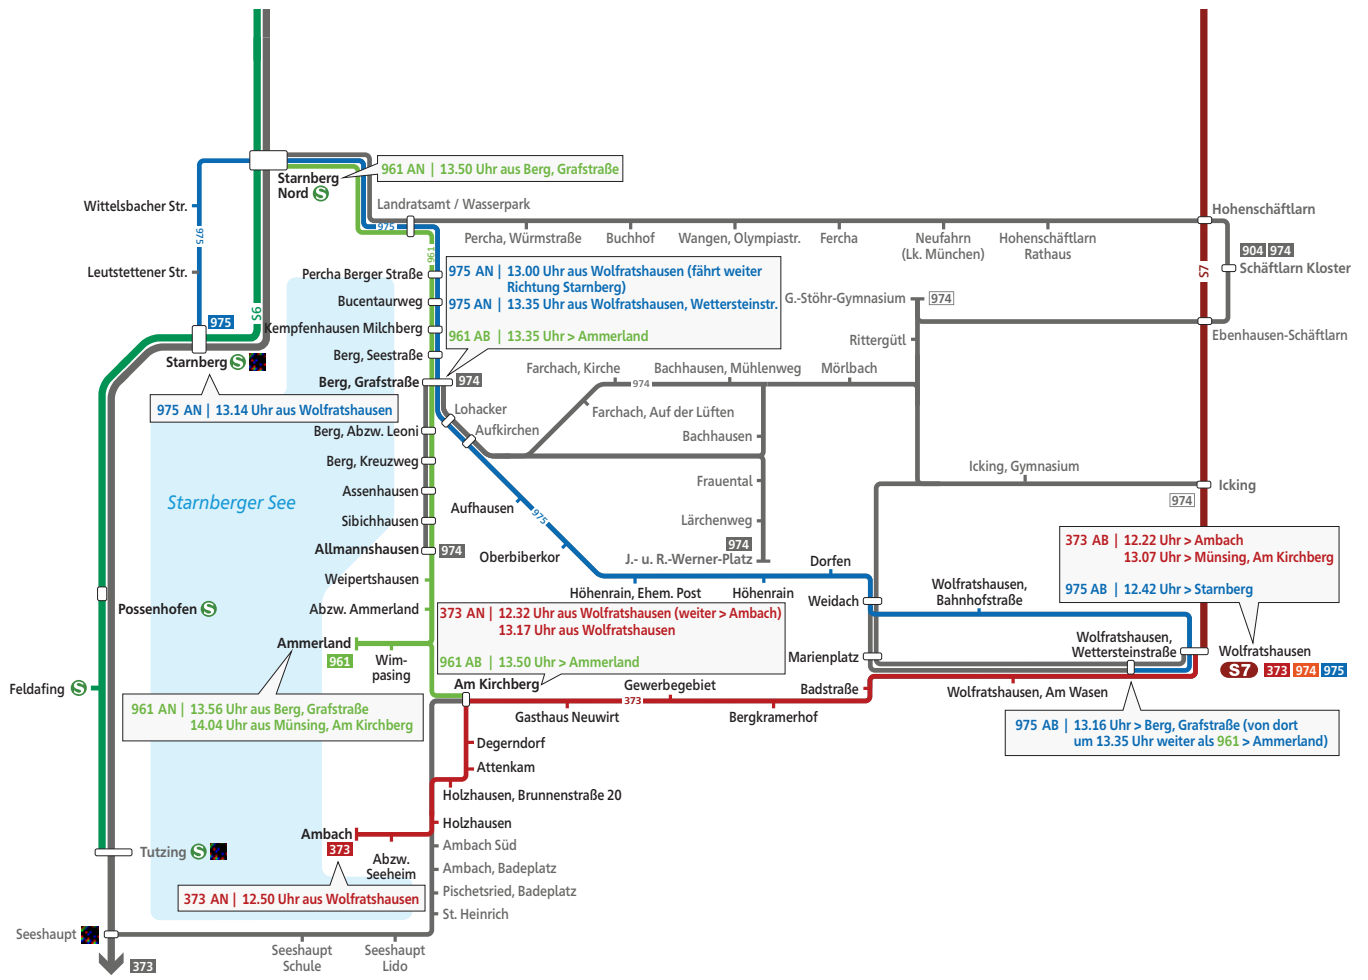 Starnberg
Nord S
961 AN | 13.50 Uhr aus Berg, Grafstraße
Wittelsbacher Str.
975
Leutstettener Str.
S6
975
Starnberg S
975 AN | 13.14 Uhr aus Wolfratshausen
Landratsamt / Wasserpark
975
961
Percha, Würmstraße
Buchhof
Wangen, Olympiastr.
Fercha
Neufahrn
(Lk. München)
Hohenschäftlarn
Rathaus
Hohenschäftlarn
904 974
Schäftlarn Kloster
S7
Ebenhausen-Schäftlarn
Percha Berger Straße
Bucentaurweg
Kempfenhausen Milchberg
Berg, Seestraße
Berg, Grafstraße
974
975 AN | 13.00 Uhr aus Wolfratshausen (fährt weiter
Richtung Starnberg)
975 AN | 13.35 Uhr aus Wolfratshausen, Wettersteinstr.
961 AB | 13.35 Uhr > Ammerland
G.-Stöhr-Gymnasium
974
Rittergütl
Farchach, Kirche
Bachhausen, Mühlenweg
Mörlbach
974
Lohacker
Farchach, Auf der Lüften
Aufkirchen
Bachhausen
Berg, Abzw. Leoni
Berg, Kreuzweg
Assenhausen
Sibichhausen
Allmannshausen
974
Starnberger See
Icking, Gymnasium
Icking
974
Frauental
Lärchenweg
974
J.- u. R.-Werner-Platz
Aufhausen
975
Oberbiberkor
Höhenrain, Ehem. Post
Höhenrain
Dorfen
Weidach
Wolfratshausen,
Bahnhofstraße
373 AB | 12.22 Uhr > Ambach
13.07 Uhr > Münsing, Am Kirchberg
975 AB | 12.42 Uhr > Starnberg
Weipertshausen
Abzw. Ammerland
Possenhofen S
Ammerland
961
Wim-
pasing
373 AN | 12.32 Uhr aus Wolfratshausen (weiter > Ambach)
13.17 Uhr aus Wolfratshausen
961 AB | 13.50 Uhr > Ammerland
Marienplatz
Wolfratshausen,
Wettersteinstraße
Wolfratshausen
S7 373 974 975
Feldafing S
961 AN | 13.56 Uhr aus Berg, Grafstraße
14.04 Uhr aus Münsing, Am Kirchberg
Am Kirchberg
Gewerbegebiet
373
Badstraße
Wolfratshausen, Am Wasen
Gasthaus Neuwirt
Bergkramerhof
975 AB | 13.16 Uhr > Berg, Grafstraße (von dort
um 13.35 Uhr weiter als 961 > Ammerland)
Degerndorf
Attenkam
Holzhausen, Brunnenstraße 20
Holzhausen
Ambach
373
Abzw.
Seeheim
Ambach Süd
Ambach, Badeplatz
Pischetsried, Badeplatz
St. Heinrich
Tutzing S
373 AN | 12.50 Uhr aus Wolfratshausen
Seeshaupt
Seeshaupt
Schule
Seeshaupt
Lido
373